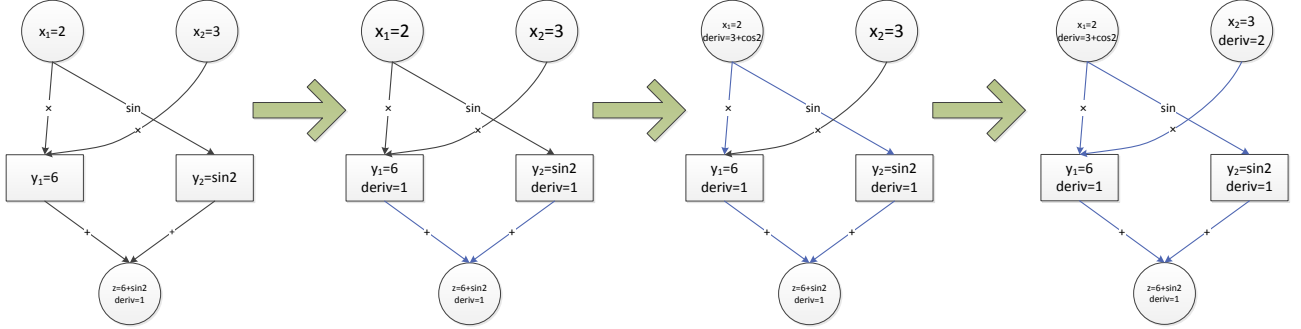 x₁=2
x₂=3
×
sin
×
y₁=6
y₂=sin2
+
+
z=6+sin2
deriv=1
x₁=2
x₂=3
×
sin
×
y₁=6
deriv=1
y₂=sin2
deriv=1
+
+
z=6+sin2
deriv=1
x₁=2
deriv=3+cos2
x₂=3
×
sin
×
y₁=6
deriv=1
y₂=sin2
deriv=1
+
+
z=6+sin2
deriv=1
x₁=2
deriv=3+cos2
x₂=3
deriv=2
×
sin
×
y₁=6
deriv=1
y₂=sin2
deriv=1
+
+
z=6+sin2
deriv=1